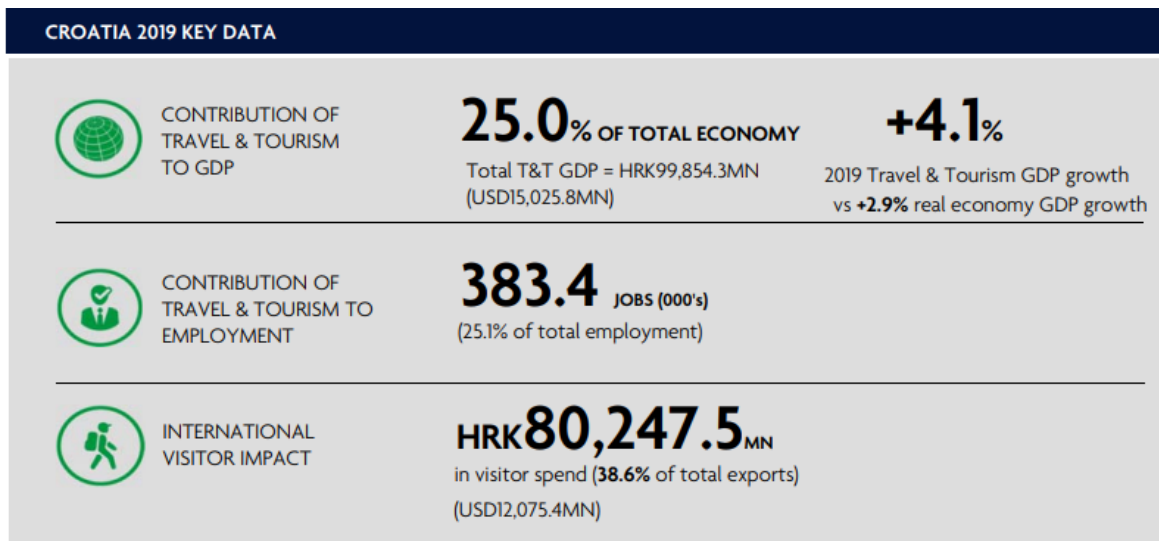 CROATIA 2019 KEY DATA
CONTRIBUTION OF
TRAVEL & TOURISM
TO GDP
25.0% OF TOTAL ECONOMY
Total T&T GDP = HRK99,854.3MN
(USD15,025.8MN)
+4.1%
2019 Travel & Tourism GDP growth
vs +2.9% real economy GDP growth
CONTRIBUTION OF
TRAVEL & TOURISM TO
EMPLOYMENT
383.4 JOBS (000's)
(25.1% of total employment)
INTERNATIONAL
VISITOR IMPACT
HRK80,247.5MN
in visitor spend (38.6% of total exports)
(USD12,075.4MN)